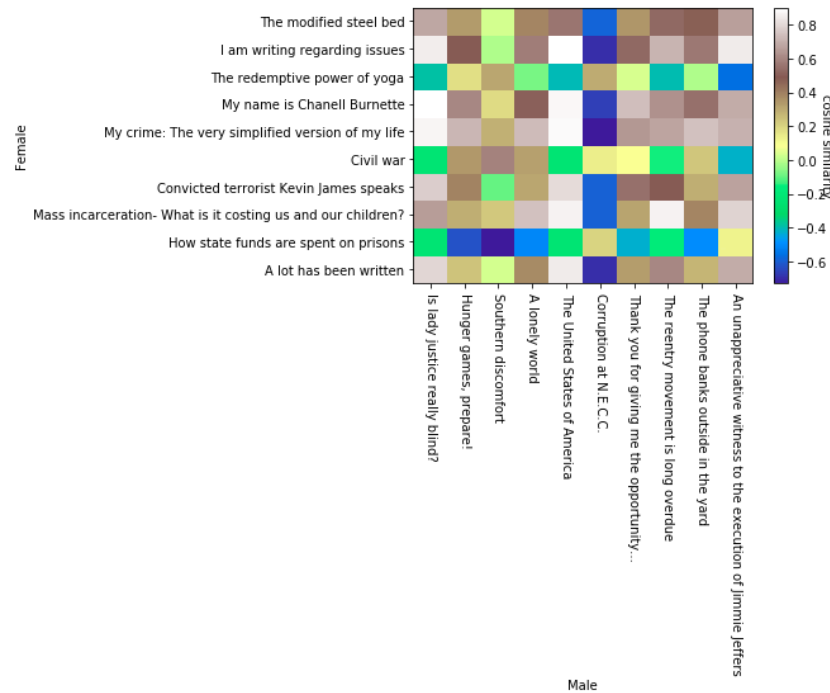 The modified steel bed
I am writing regarding issues
The redemptive power of yoga
My name is Chanell Burnette
My crime: The very simplified version of my life
Civil war
Convicted terrorist Kevin James speaks
Mass incarceration- What is it costing us and our children?
How state funds are spent on prisons
A lot has been written
Female
Is lady justice really blind?
Hunger games, prepare!
Southern discomfort
A lonely world
The United States of America
Corruption at N.E.C.C.
Thank you for giving me the opportunity...
The reentry movement is long overdue
The phone banks outside in the yard
An unappreciative witness to the execution of Jimmie Jeffers
Male
0.8
0.6
0.4
0.2
0.0
−0.2
−0.4
−0.6
cosine similarity